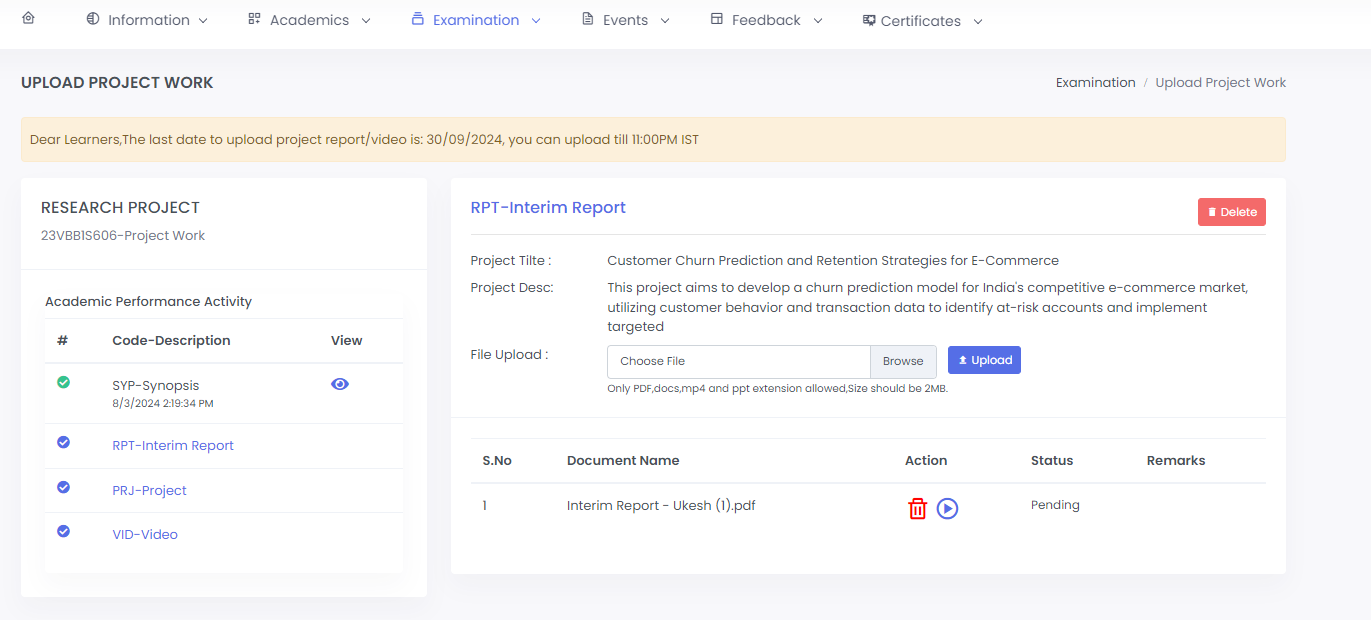 Information Academics Examination Events Feedback Certificates
UPLOAD PROJECT WORK
Examination / Upload Project Work
Dear Learners,The last date to upload project report/video is: 30/09/2024, you can upload till 11:00PM IST
RESEARCH PROJECT
23VBB1S606-Project Work
Academic Performance Activity
# Code-Description View
SYP-Synopsis
8/3/2024 2:19:34 PM
RPT-Interim Report
PRJ-Project
VID-Video
RPT-Interim Report
Delete
Project Tilte : Customer Churn Prediction and Retention Strategies for E-Commerce
Project Desc: This project aims to develop a churn prediction model for India's competitive e-commerce market,
utilizing customer behavior and transaction data to identify at-risk accounts and implement
targeted
File Upload : Choose File Browse Upload
Only PDF,docs,mp4 and ppt extension allowed,Size should be 2MB.
S.No Document Name Action Status Remarks
1 Interim Report - Ukesh (1).pdf Pending